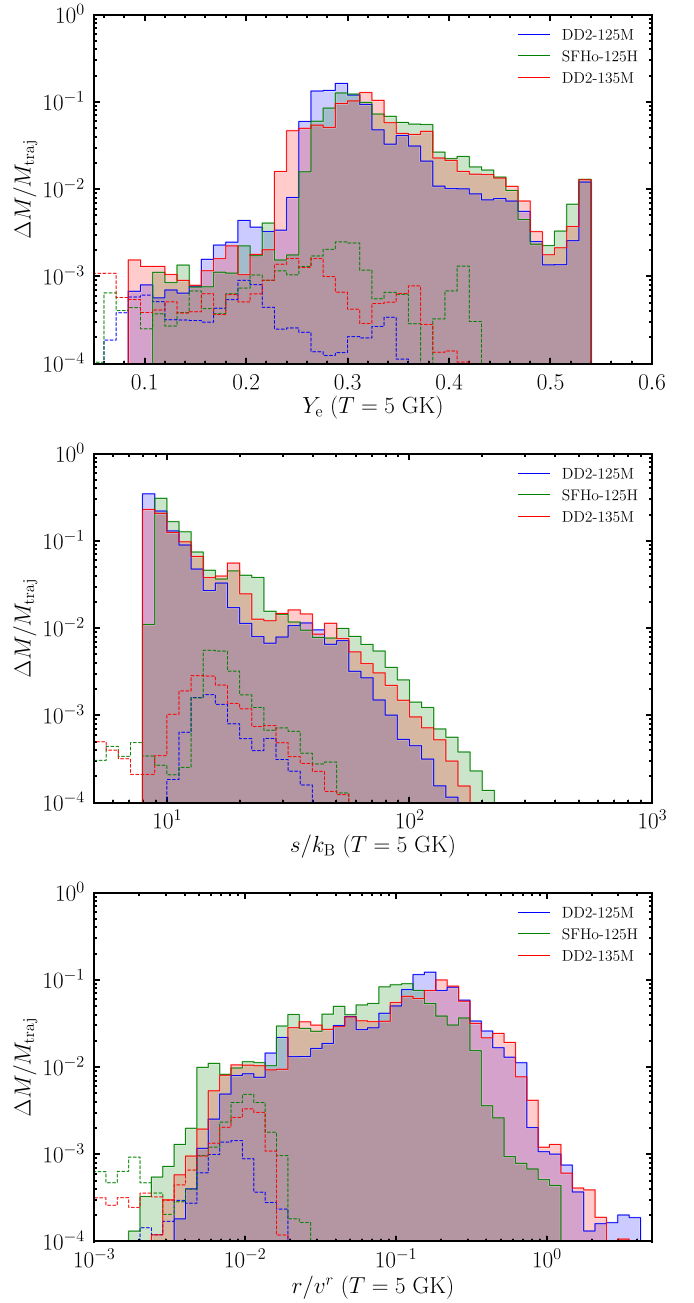 10^0
10^-1
10^-2
10^-3
10^-4
ΔM/M_traj
DD2-125M
SFHo-125H
DD2-135M
0.1 0.2 0.3 0.4 0.5 0.6
Y_e (T = 5 GK)
10^0
10^-1
10^-2
10^-3
10^-4
ΔM/M_traj
DD2-125M
SFHo-125H
DD2-135M
10^1 10^2 10^3
s/k_B (T = 5 GK)
10^0
10^-1
10^-2
10^-3
10^-4
ΔM/M_traj
DD2-125M
SFHo-125H
DD2-135M
10^-3 10^-2 10^-1 10^0
r/v^r (T = 5 GK)